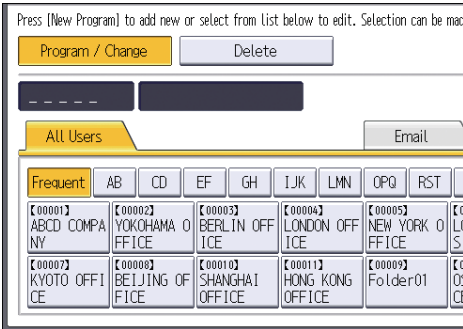 Press [New Program] to add new or select from list below to edit. Selection can be mad
Program / Change Delete
_ _ _ _ _
All Users Email
Frequent AB CD EF GH IJK LMN OPQ RST
【00001】 【00002】 【00003】 【00004】 【00005】
ABCD COMPA YOKOHAMA O BERLIN OFF LONDON OFF NEW YORK O
NY FFICE ICE ICE FFICE
【00007】 【00008】 【00010】 【00011】 【00009】
KYOTO OFFI BEIJING OF SHANGHAI HONG KONG Folder01
CE FICE OFFICE OFFICE